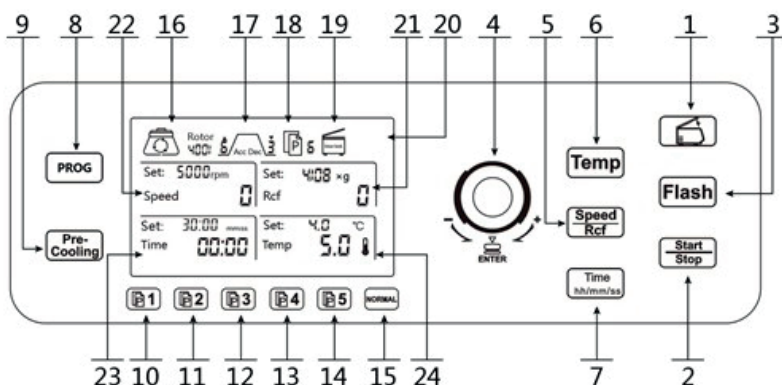 9 8 22 16 17 18 19 21 20 4 5 6 1 3
Rotor
4001 6 Acc Dec 3 P 6
PROG
Set: 5000rpm
Speed 0
Set: 4108 ×g
Rcf 0
Pre-
Cooling
Set: 30:00 mmss
Time 00:00
Set: 4.0 °C
Temp 5.0
P 1 P 2 P 3 P 4 P 5 NORMAL
- +
ENTER
Temp
Flash
Speed
Rcf
Start
Stop
Time
hh/mm/ss
23 10 11 12 13 14 15 24 7 2